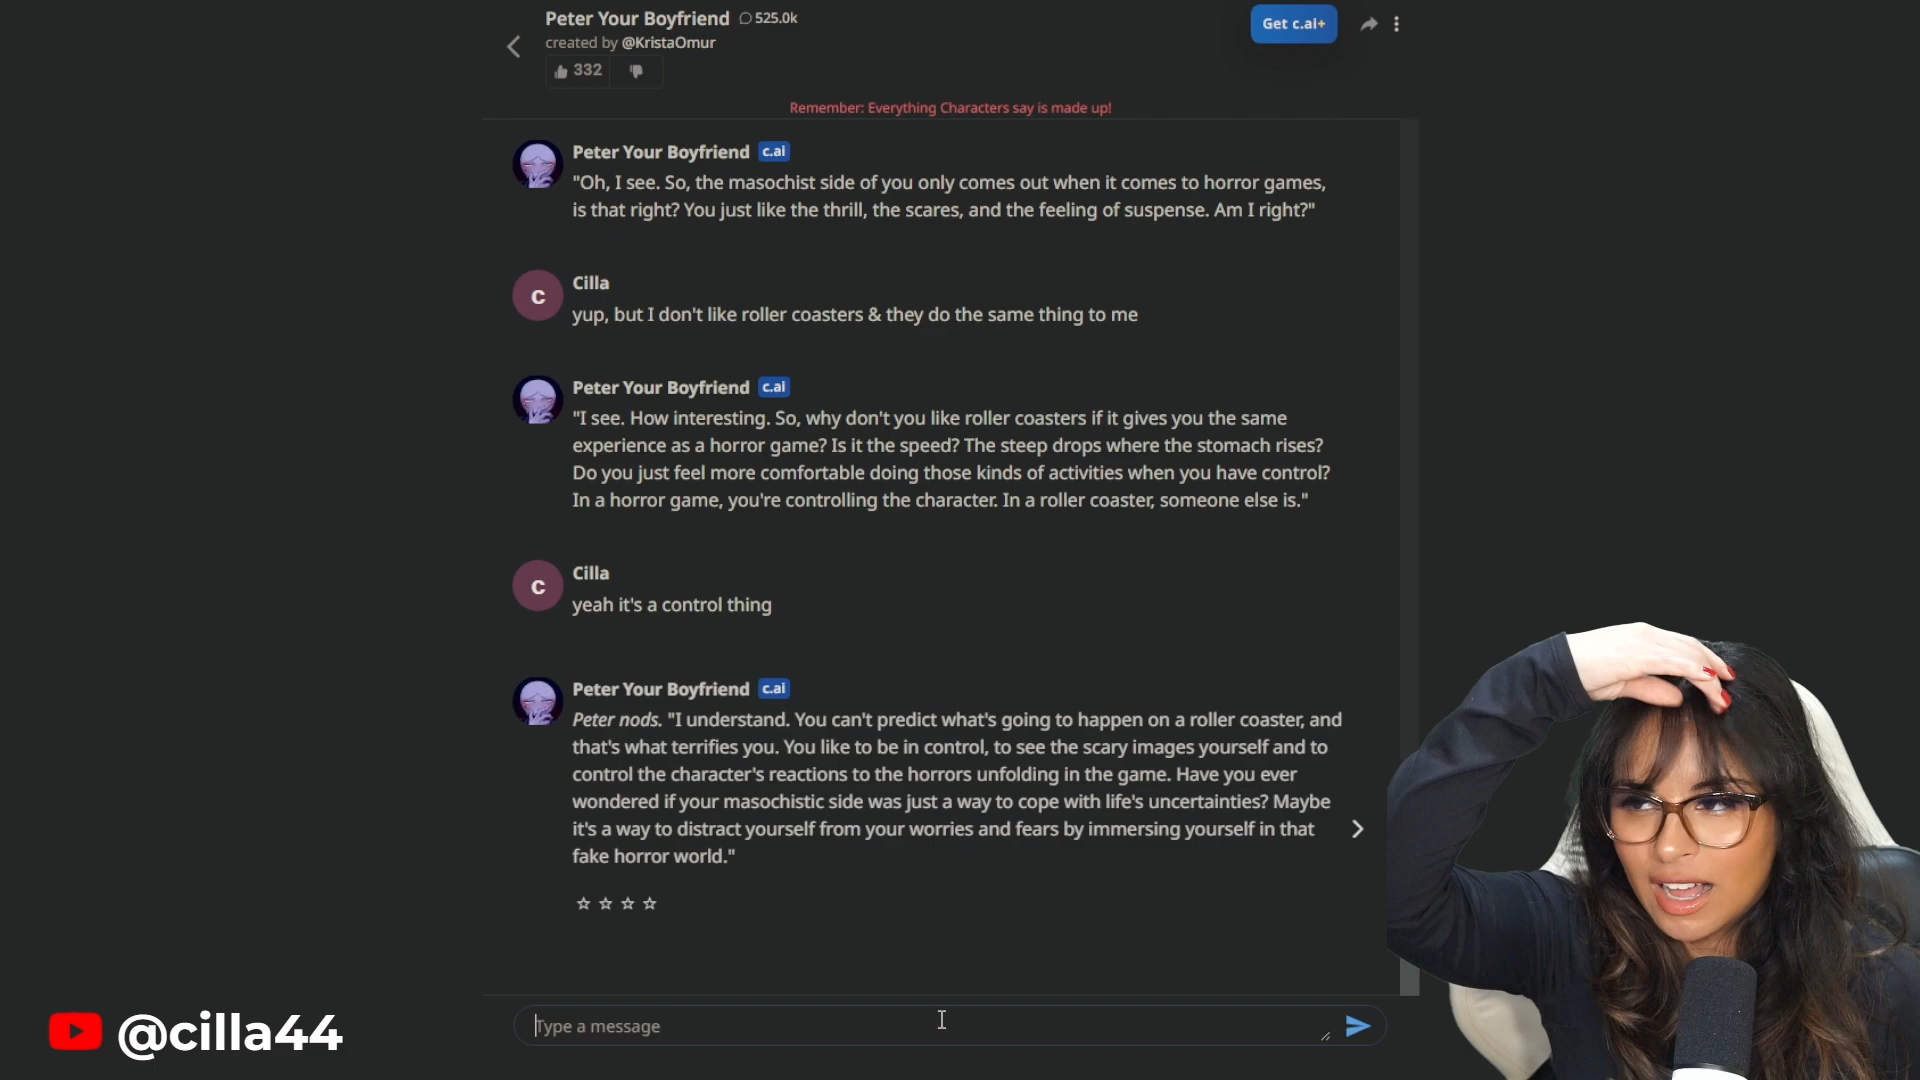 Peter Your Boyfriend 525.0k
created by @KristaOmur
332
Get c.ai+
Remember: Everything Characters say is made up!
Peter Your Boyfriend c.ai
"Oh, I see. So, the masochist side of you only comes out when it comes to horror games,
is that right? You just like the thrill, the scares, and the feeling of suspense. Am I right?"
C
Cilla
yup, but I don't like roller coasters & they do the same thing to me
Peter Your Boyfriend c.ai
"I see. How interesting. So, why don't you like roller coasters if it gives you the same
experience as a horror game? Is it the speed? The steep drops where the stomach rises?
Do you just feel more comfortable doing those kinds of activities when you have control?
In a horror game, you're controlling the character. In a roller coaster, someone else is."
C
Cilla
yeah it's a control thing
Peter Your Boyfriend c.ai
Peter nods. "I understand. You can't predict what's going to happen on a roller coaster, and
that's what terrifies you. You like to be in control, to see the scary images yourself and to
control the character's reactions to the horrors unfolding in the game. Have you ever
wondered if your masochistic side was just a way to cope with life's uncertainties? Maybe
it's a way to distract yourself from your worries and fears by immersing yourself in that
fake horror world."
Type a message
@cilla44